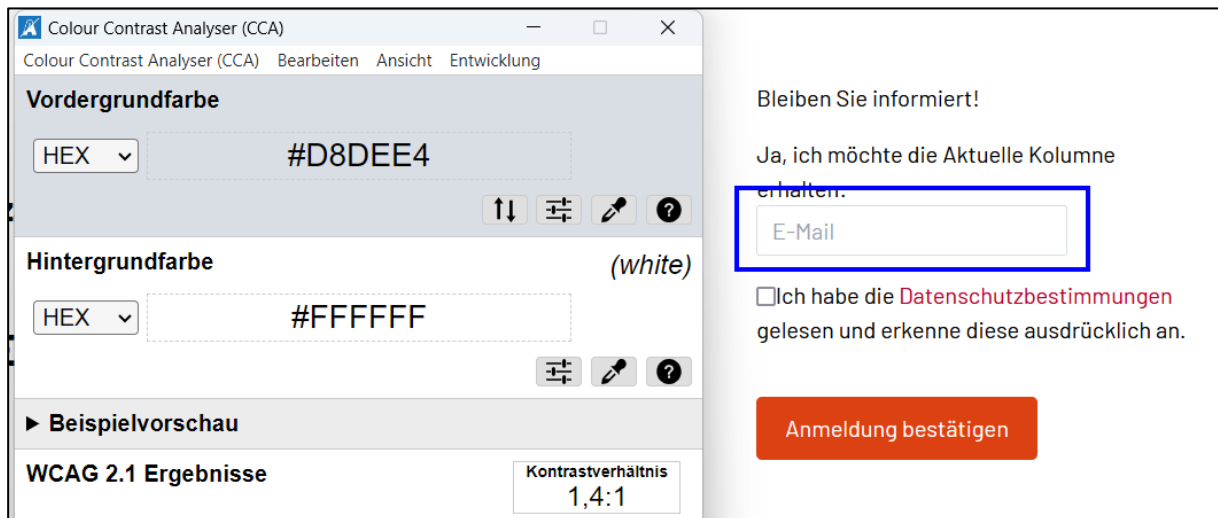 Colour Contrast Analyser (CCA)
Colour Contrast Analyser (CCA) Bearbeiten Ansicht Entwicklung
Vordergrundfarbe
HEX
#D8DEE4
Hintergrundfarbe
(white)
HEX
#FFFFFF
Beispielvorschau
WCAG 2.1 Ergebnisse
Kontrastverhältnis
1,4:1
Bleiben Sie informiert!
Ja, ich möchte die Aktuelle Kolumne
erhalten:
E-Mail
Ich habe die Datenschutzbestimmungen
gelesen und erkenne diese ausdrücklich an.
Anmeldung bestätigen